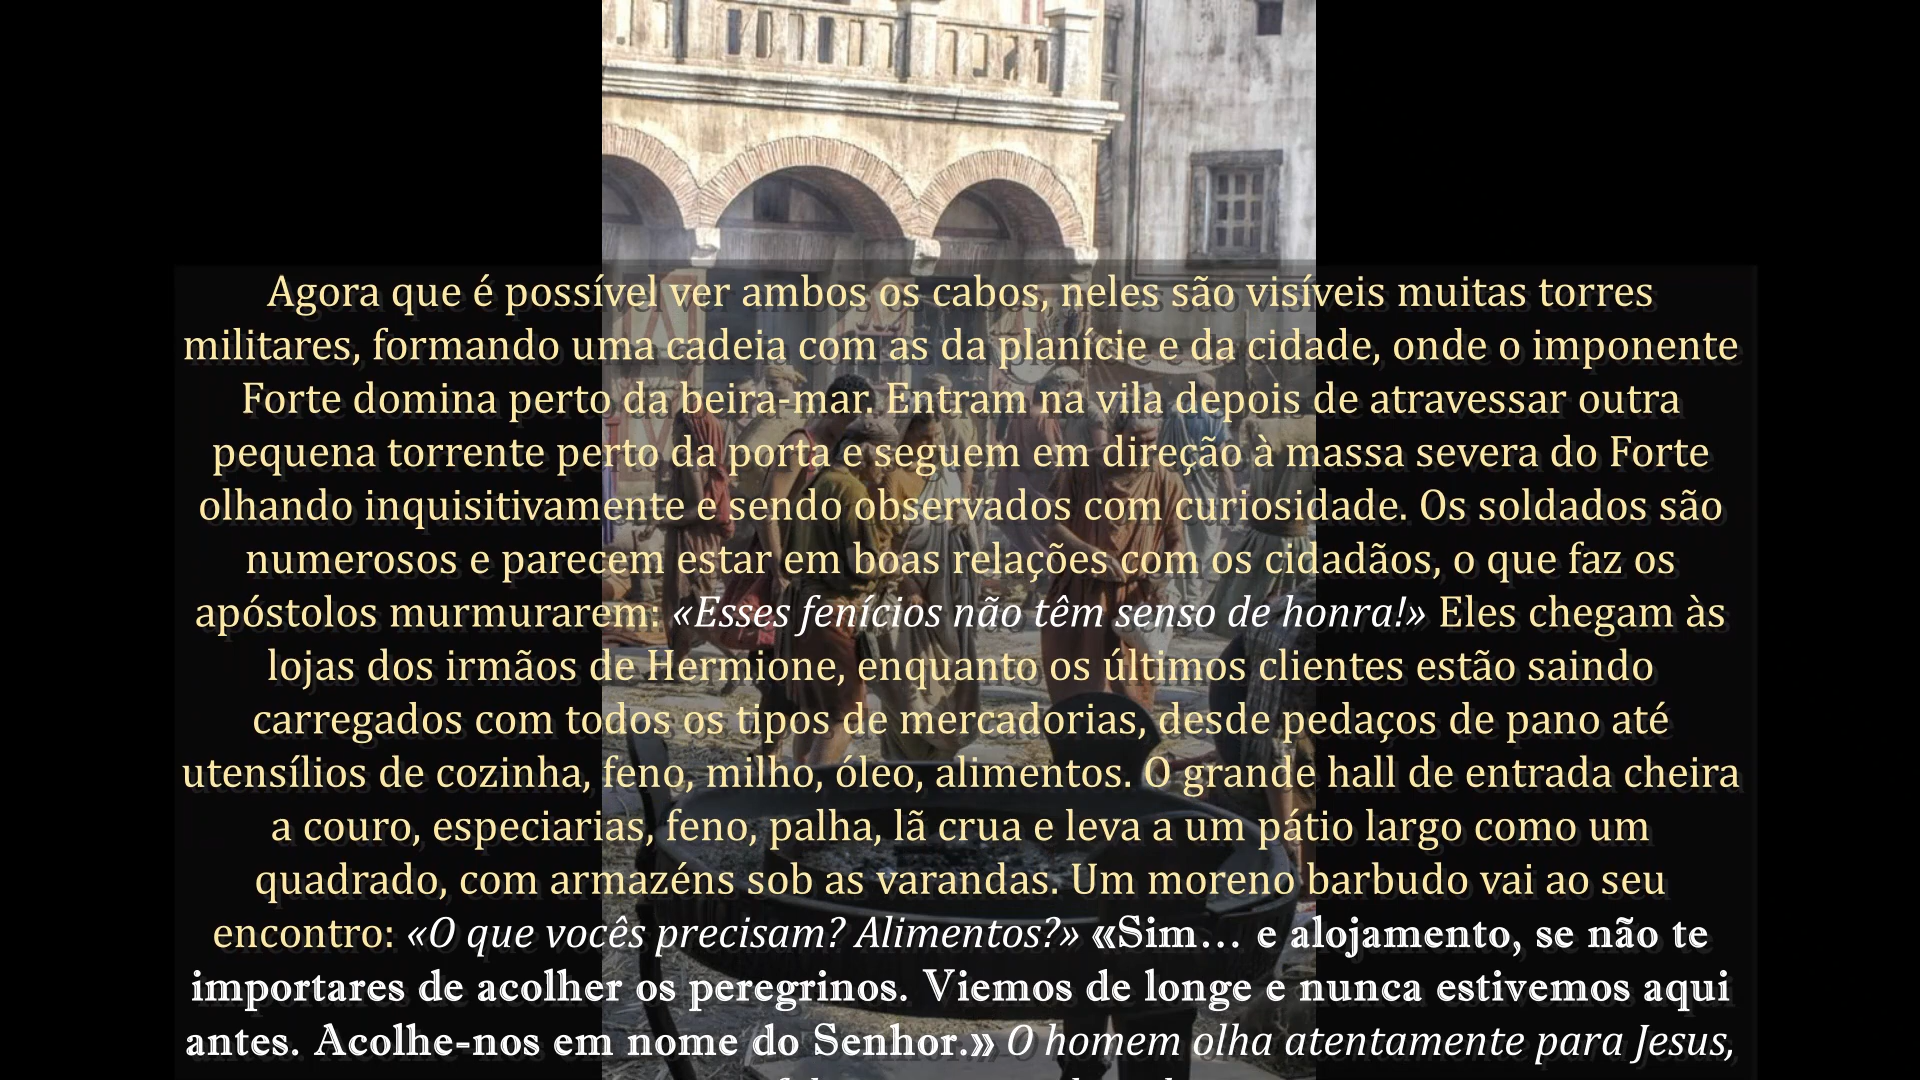 Agora que é possível ver ambos os cabos, neles são visíveis muitas torres
militares, formando uma cadeia com as da planície e da cidade, onde o imponente
Forte domina perto da beira-mar. Entram na vila depois de atravessar outra
pequena torrente perto da porta e seguem em direção à massa severa do Forte
olhando inquisitivamente e sendo observados com curiosidade. Os soldados são
numerosos e parecem estar em boas relações com os cidadãos, o que faz os
apóstolos murmurarem: «Esses fenícios não têm senso de honra!» Eles chegam às
lojas dos irmãos de Hermione, enquanto os últimos clientes estão saindo
carregados com todos os tipos de mercadorias, desde pedaços de pano até
utensílios de cozinha, feno, milho, óleo, alimentos. O grande hall de entrada cheira
a couro, especiarias, feno, palha, lã crua e leva a um pátio largo como um
quadrado, com armazéns sob as varandas. Um moreno barbudo vai ao seu
encontro: «O que vocês precisam? Alimentos?» «Sim… e alojamento, se não te
importares de acolher os peregrinos. Viemos de longe e nunca estivemos aqui
antes. Acolhe-nos em nome do Senhor.» O homem olha atentamente para Jesus,